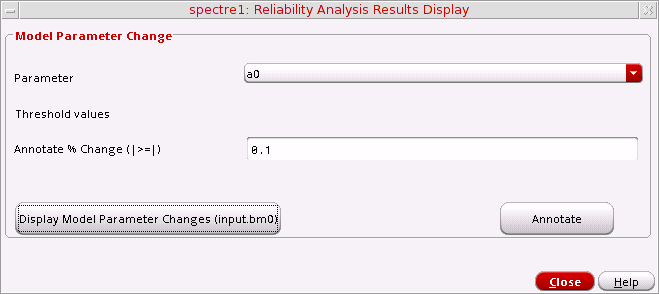 spectre1: Reliability Analysis Results Display
Model Parameter Change
Parameter
a0
Threshold values
Annotate % Change (|>=|)
0.1
Display Model Parameter Changes (input.bm0)
Annotate
Close
Help